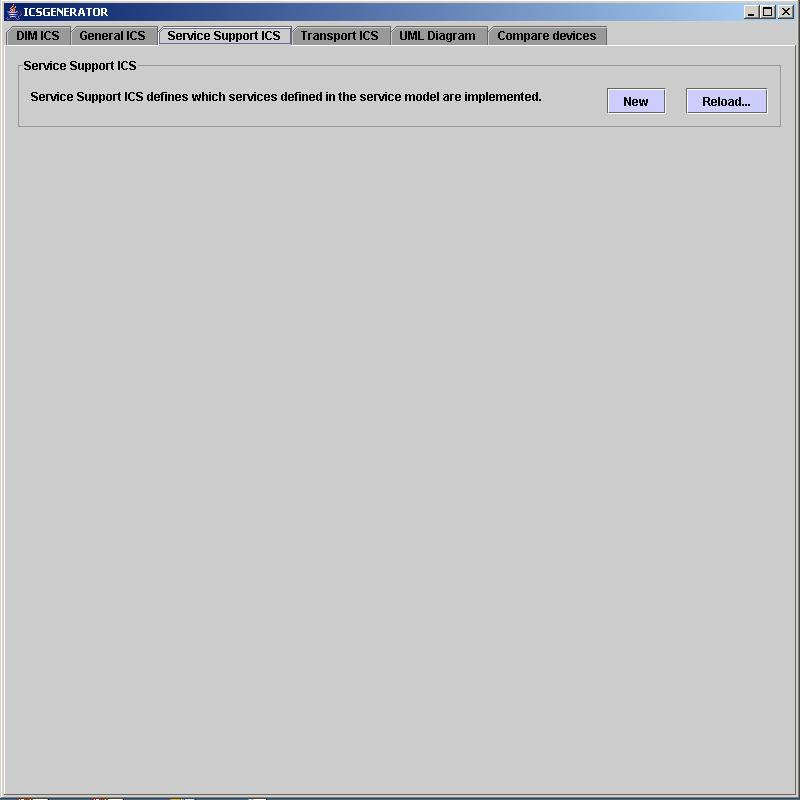 ICSGENERATOR
DIM ICS General ICS Service Support ICS Transport ICS UML Diagram Compare devices
Service Support ICS
Service Support ICS defines which services defined in the service model are implemented. New Reload...